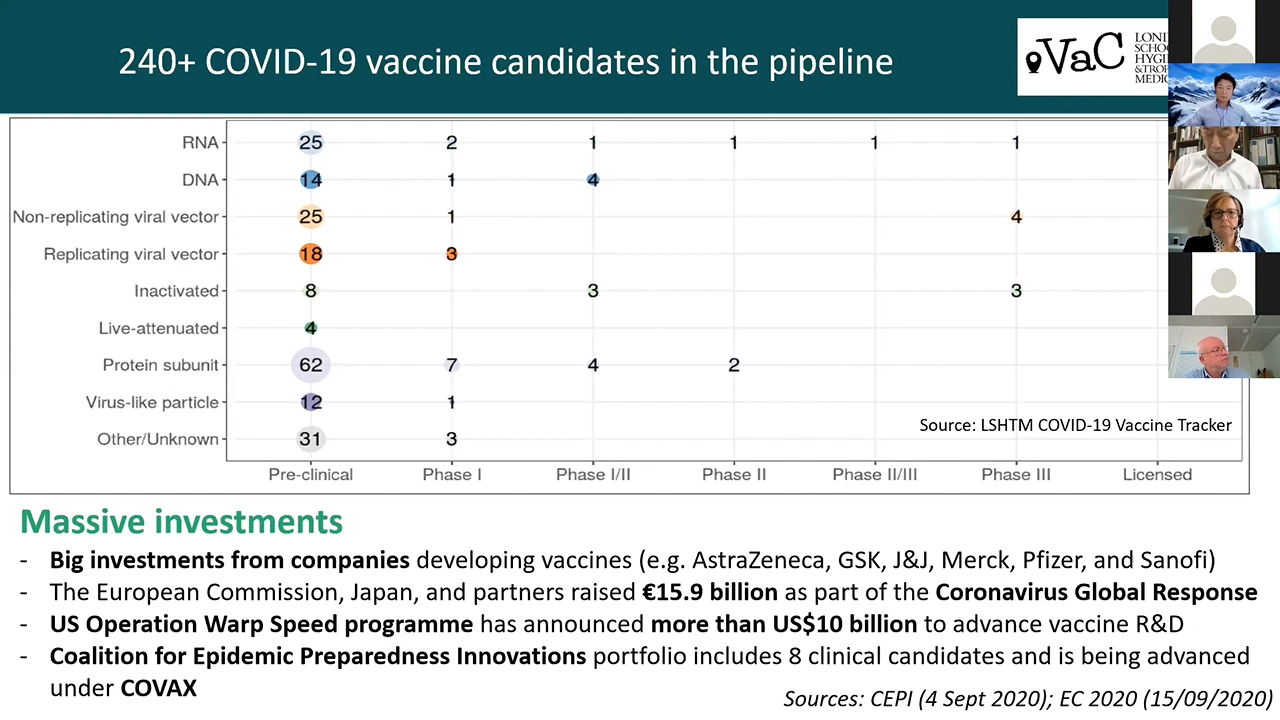 240+ COVID-19 vaccine candidates in the pipeline
VaC
LOND
SCHO
HYGI
&TROP
MEDIC
RNA 25 2 1 1 1 1
DNA 14 1 4
Non-replicating viral vector 25 1 4
Replicating viral vector 18 3
Inactivated 8 3 3
Live-attenuated 4
Protein subunit 62 7 4 2
Virus-like particle 12 1
Other/Unknown 31 3
Source: LSHTM COVID-19 Vaccine Tracker
Pre-clinical Phase I Phase I/II Phase II Phase II/III Phase III Licensed
Massive investments
- Big investments from companies developing vaccines (e.g. AstraZeneca, GSK, J&J, Merck, Pfizer, and Sanofi)
- The European Commission, Japan, and partners raised €15.9 billion as part of the Coronavirus Global Response
- US Operation Warp Speed programme has announced more than US$10 billion to advance vaccine R&D
- Coalition for Epidemic Preparedness Innovations portfolio includes 8 clinical candidates and is being advanced
under COVAX
Sources: CEPI (4 Sept 2020); EC 2020 (15/09/2020)